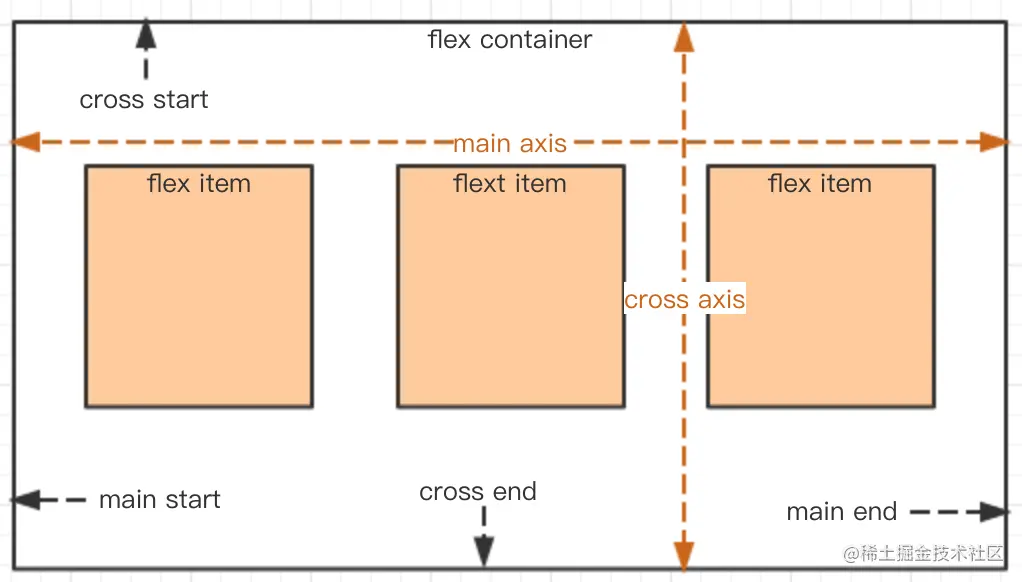 flex container
cross start
main axis
flex item
flext item
flex item
cross axis
main start
cross end
main end
@稀土掘金技术社区